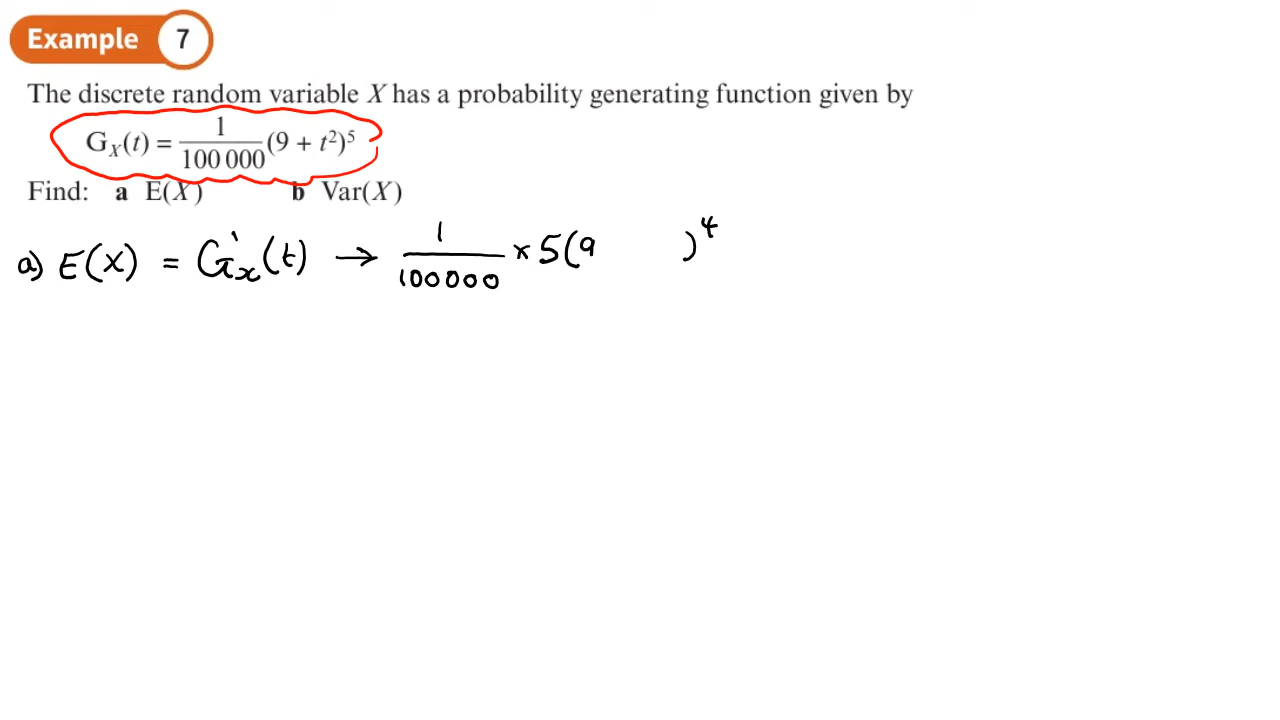 Example 7
The discrete random variable X has a probability generating function given by
G_X(t) = 1/100 000 (9 + t²)⁵
Find: a E(X) b Var(X)
a) E(X) = G'_x(t) → 1/100000 × 5(9 )⁴